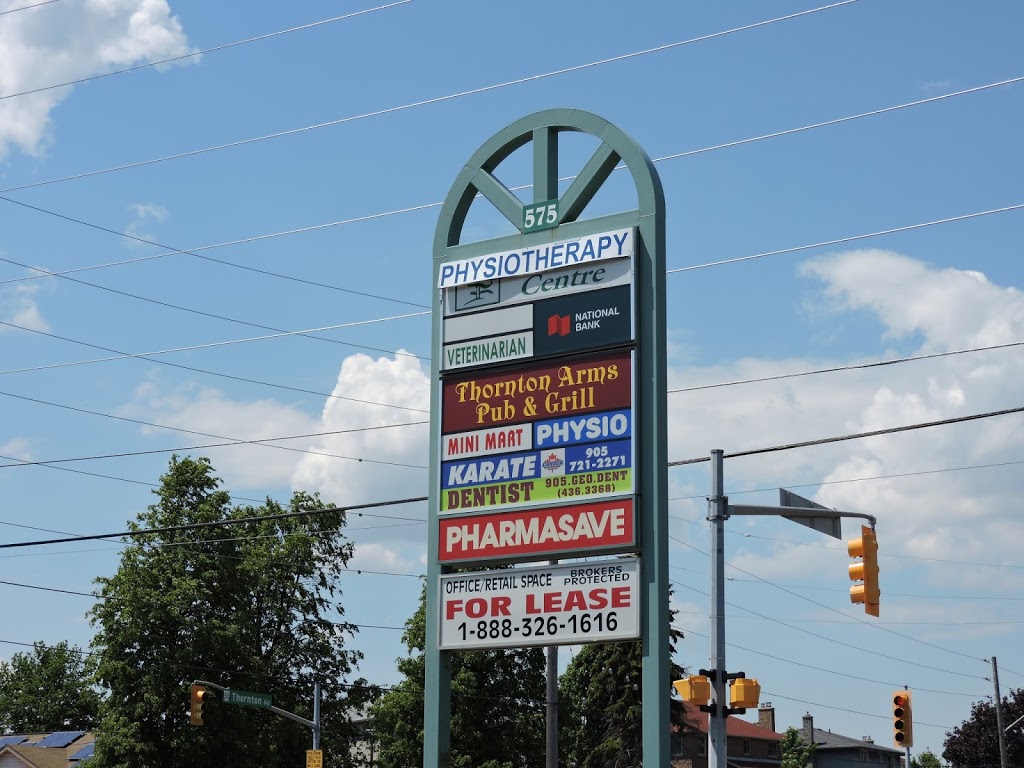 575
PHYSIOTHERAPY
Centre
NATIONAL
BANK
VETERINARIAN
Thornton Arms
Pub & Grill
MINI MART
PHYSIO
KARATE
905
721-2271
DENTIST
905.GEO.DENT
(436.3368)
PHARMASAVE
OFFICE/RETAIL SPACE
BROKERS
PROTECTED
FOR LEASE
1-888-326-1616
Thornton